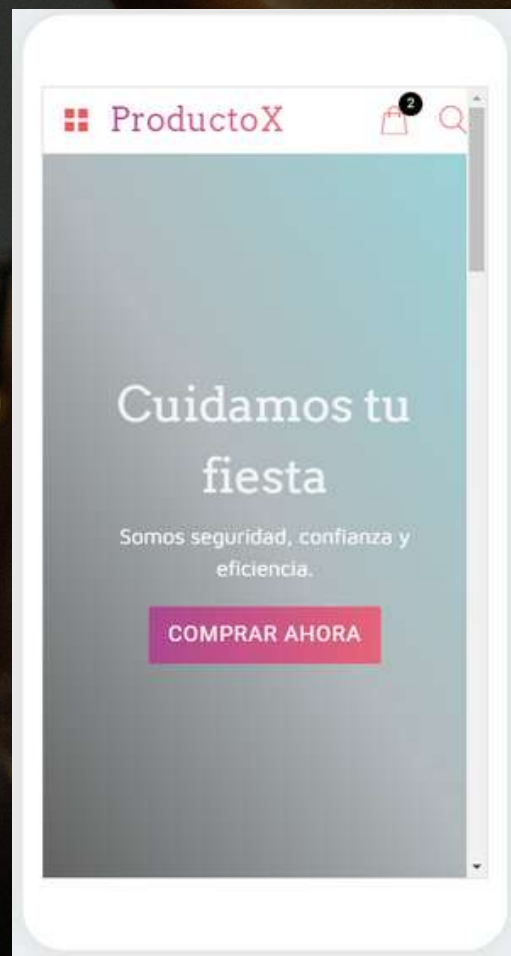 ProductoX
2
Cuidamos tu
fiesta
Somos seguridad, confianza y
eficiencia.
COMPRAR AHORA